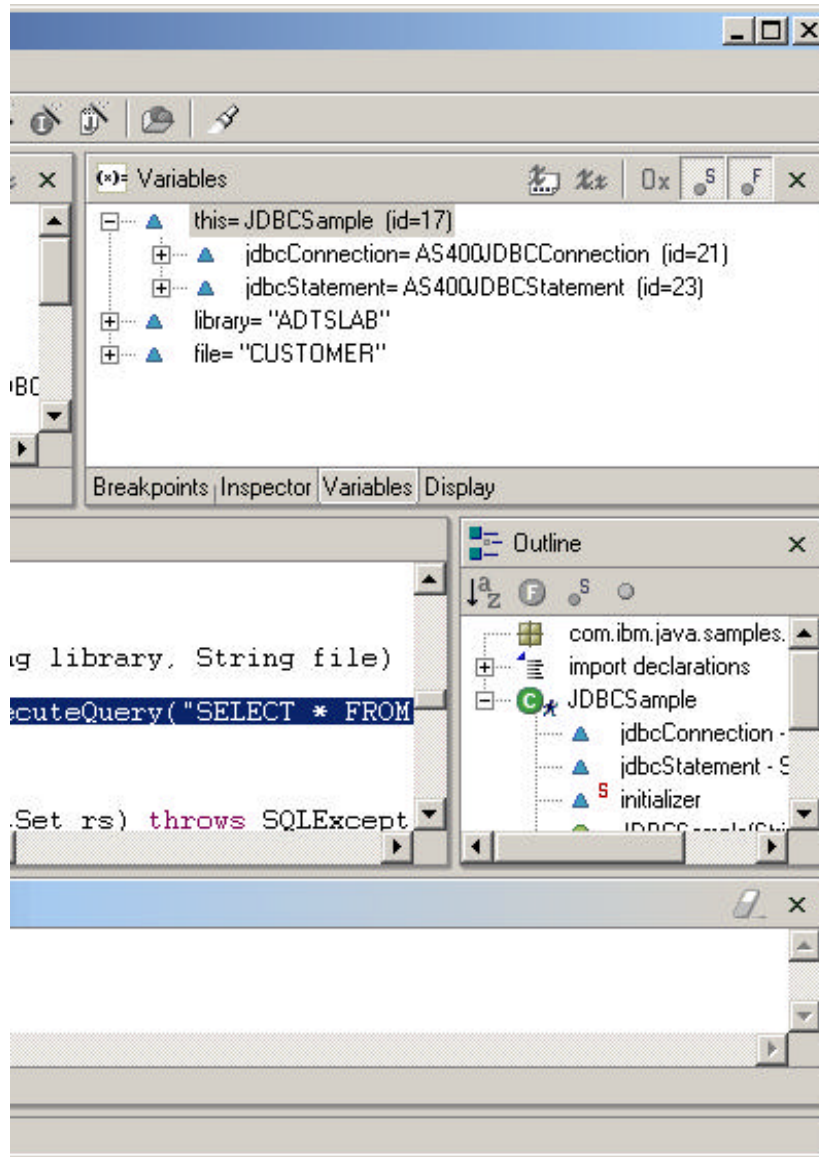 Variables
this= JDBCSample (id=17)
jdbcConnection= AS400JDBCConnection (id=21)
jdbcStatement= AS400JDBCStatement (id=23)
library= "ADTSLAB"
file= "CUSTOMER"
Breakpoints Inspector Variables Display
Outline
com.ibm.java.samples.
import declarations
JDBCSample
jdbcConnection -
jdbcStatement - S
initializer
g library, String file)
ecuteQuery("SELECT * FROM
Set rs) throws SQLExcept